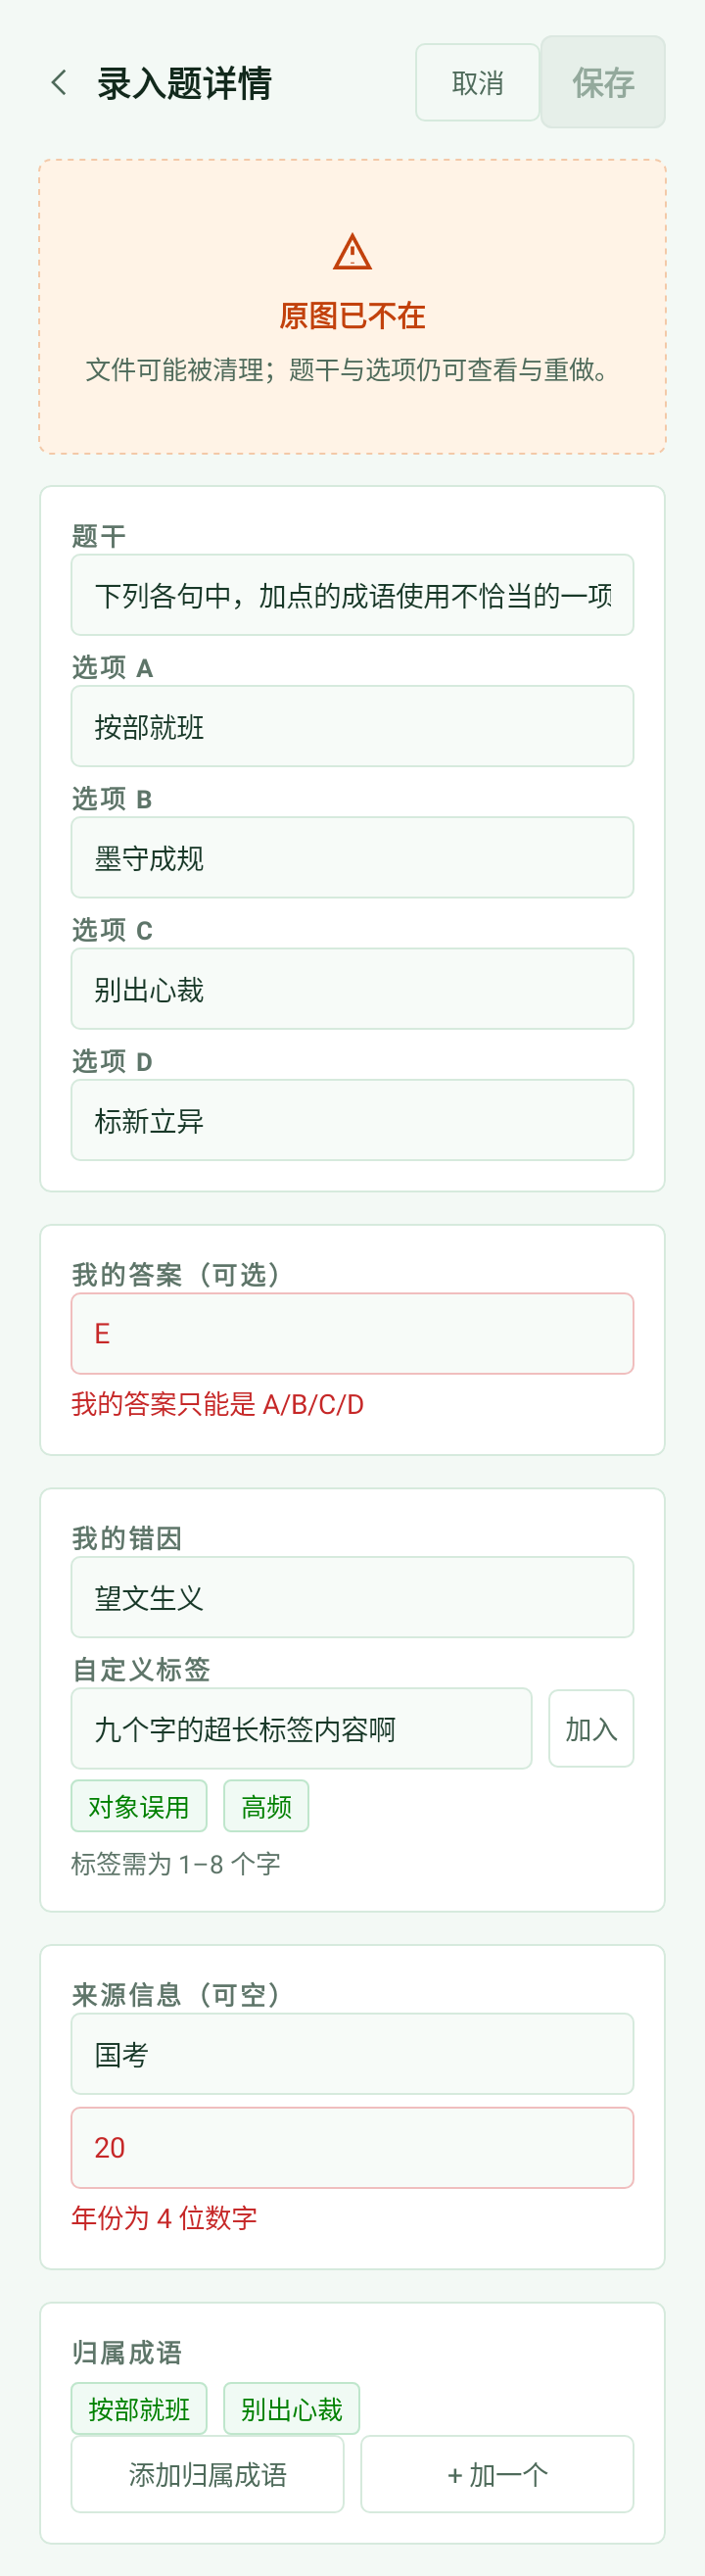 录入题详情
取消
保存
原图已不在
文件可能被清理；题干与选项仍可查看与重做。
题干
下列各句中，加点的成语使用不恰当的一项
选项 A
按部就班
选项 B
墨守成规
选项 C
别出心裁
选项 D
标新立异
我的答案（可选）
E
我的答案只能是 A/B/C/D
我的错因
望文生义
自定义标签
九个字的超长标签内容啊
加入
对象误用
高频
标签需为 1–8 个字
来源信息（可空）
国考
20
年份为 4 位数字
归属成语
按部就班
别出心裁
添加归属成语
+ 加一个